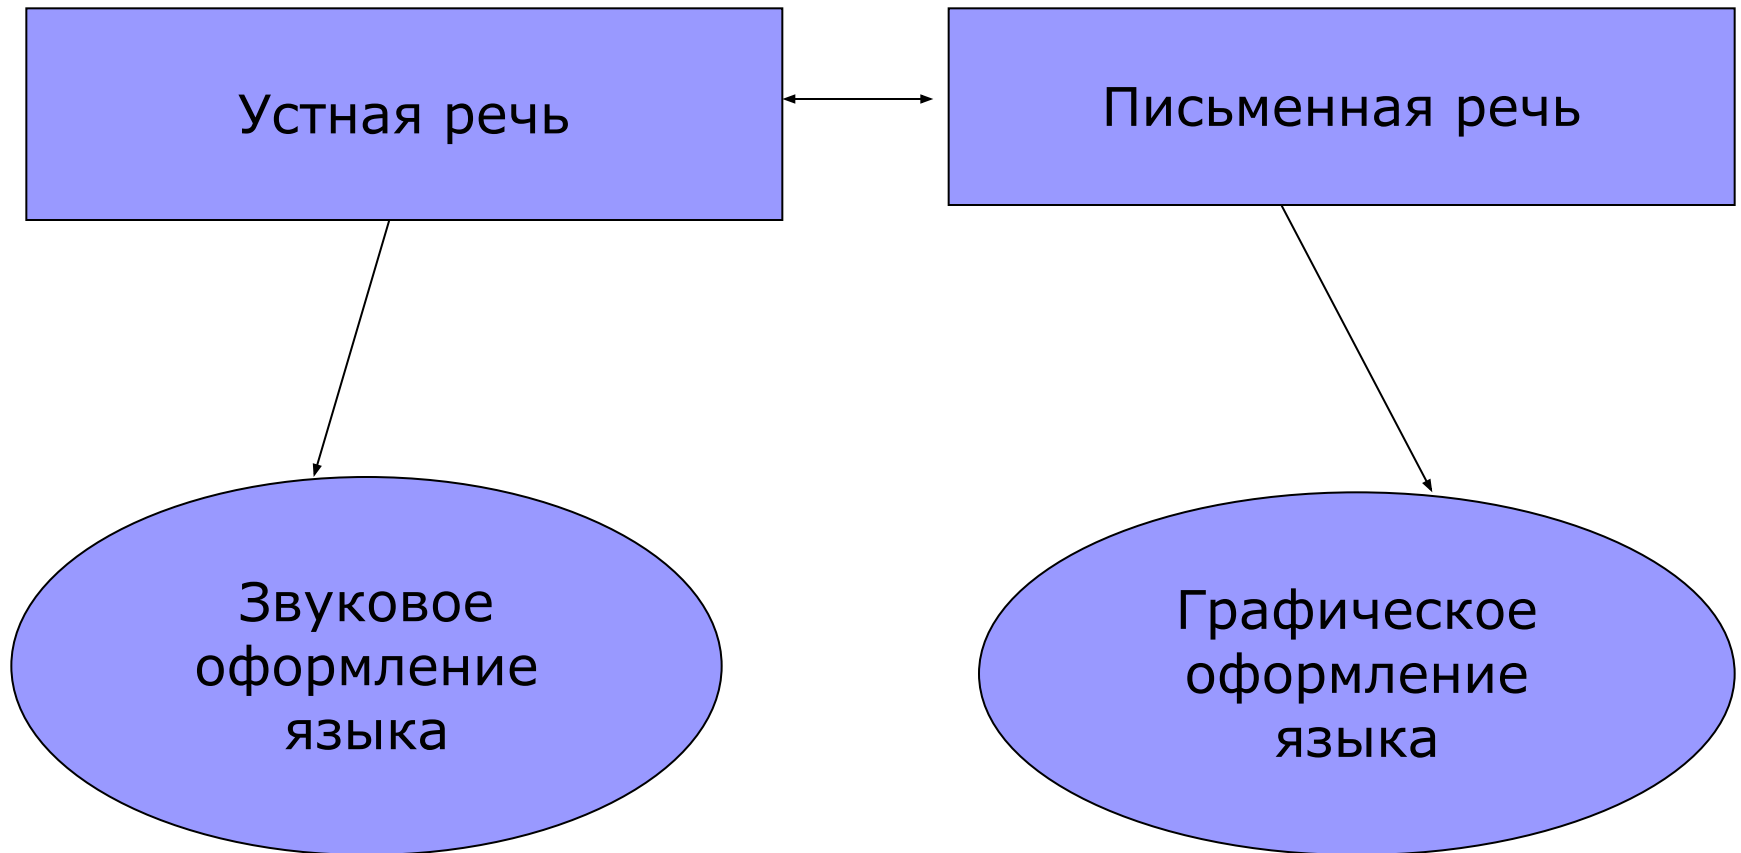 Устная речь
Письменная речь
Звуковое
оформление
языка
Графическое
оформление
языка